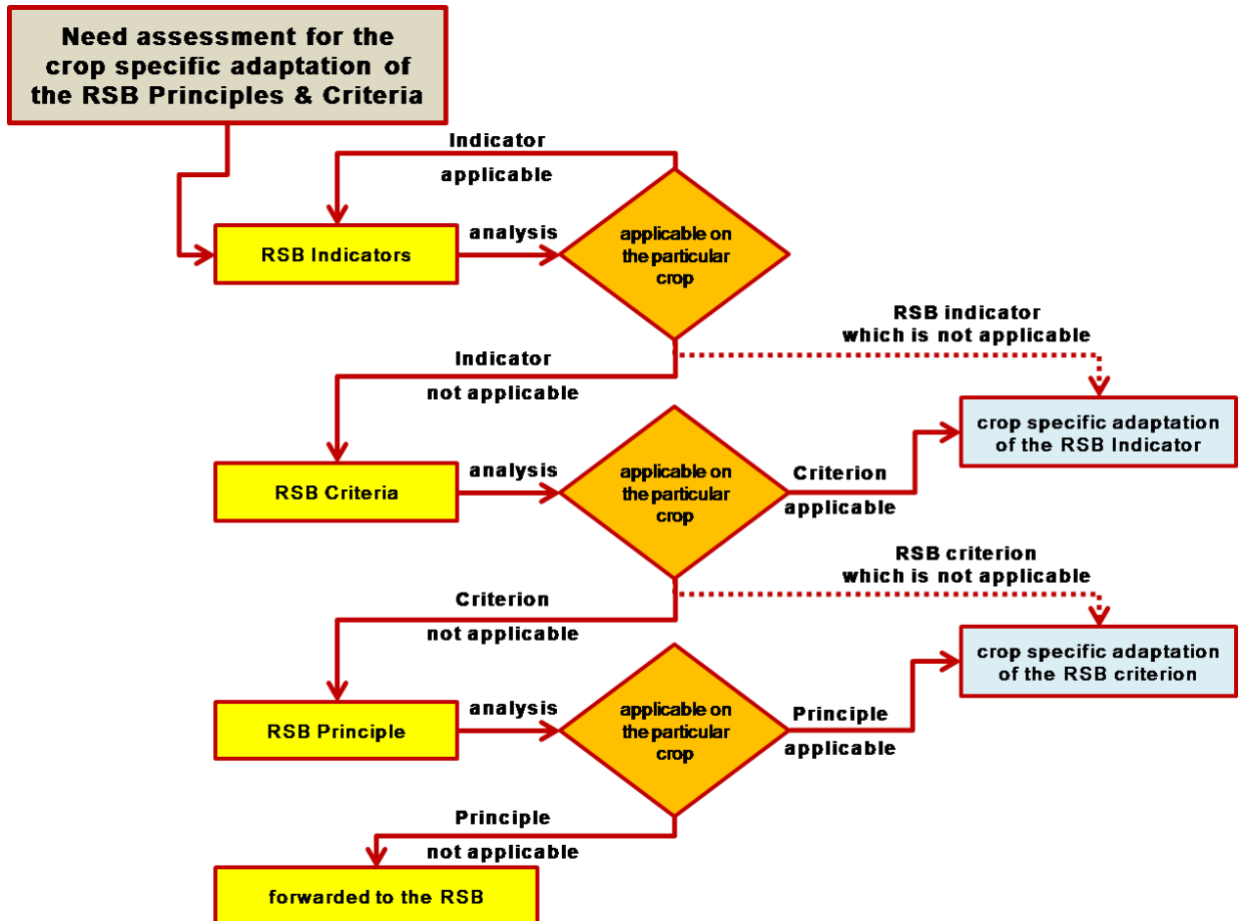 Need assessment for the
crop specific adaptation of
the RSB Principles & Criteria
Indicator
applicable
RSB Indicators
analysis
applicable on
the particular
crop
RSB indicator
which is not applicable
Indicator
not applicable
crop specific adaptation
of the RSB Indicator
RSB Criteria
analysis
applicable on
the particular
crop
Criterion
applicable
RSB criterion
which is not applicable
Criterion
not applicable
crop specific adaptation
of the RSB criterion
RSB Principle
analysis
applicable on
the particular
crop
Principle
applicable
Principle
not applicable
forwarded to the RSB